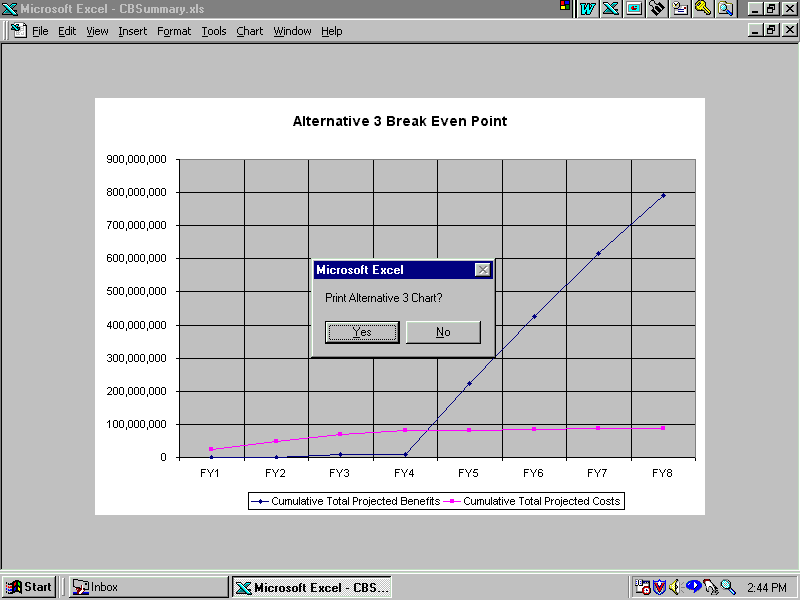 Microsoft Excel - CBSummary.xls
File Edit View Insert Format Tools Chart Window Help
Alternative 3 Break Even Point
900,000,000
800,000,000
700,000,000
600,000,000
500,000,000
400,000,000
300,000,000
200,000,000
100,000,000
0
Microsoft Excel
Print Alternative 3 Chart?
Yes No
FY1 FY2 FY3 FY4 FY5 FY6 FY7 FY8
Cumulative Total Projected Benefits Cumulative Total Projected Costs
Start Inbox Microsoft Excel - CBS... 2:44 PM